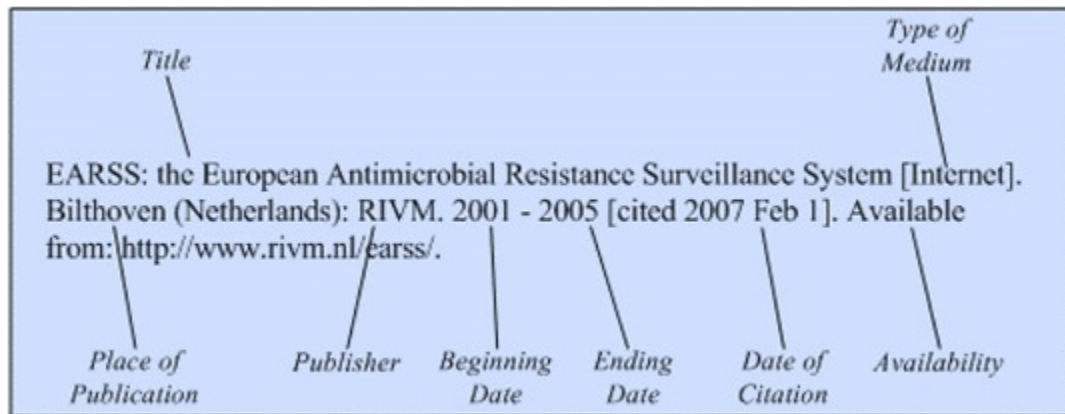 Type of
Medium
Title
EARSS: the European Antimicrobial Resistance Surveillance System [Internet].
Bilthoven (Netherlands): RIVM. 2001 - 2005 [cited 2007 Feb 1]. Available
from: http://www.rivm.nl/earss/.
Place of
Publication
Publisher
Beginning
Date
Ending
Date
Date of
Citation
Availability